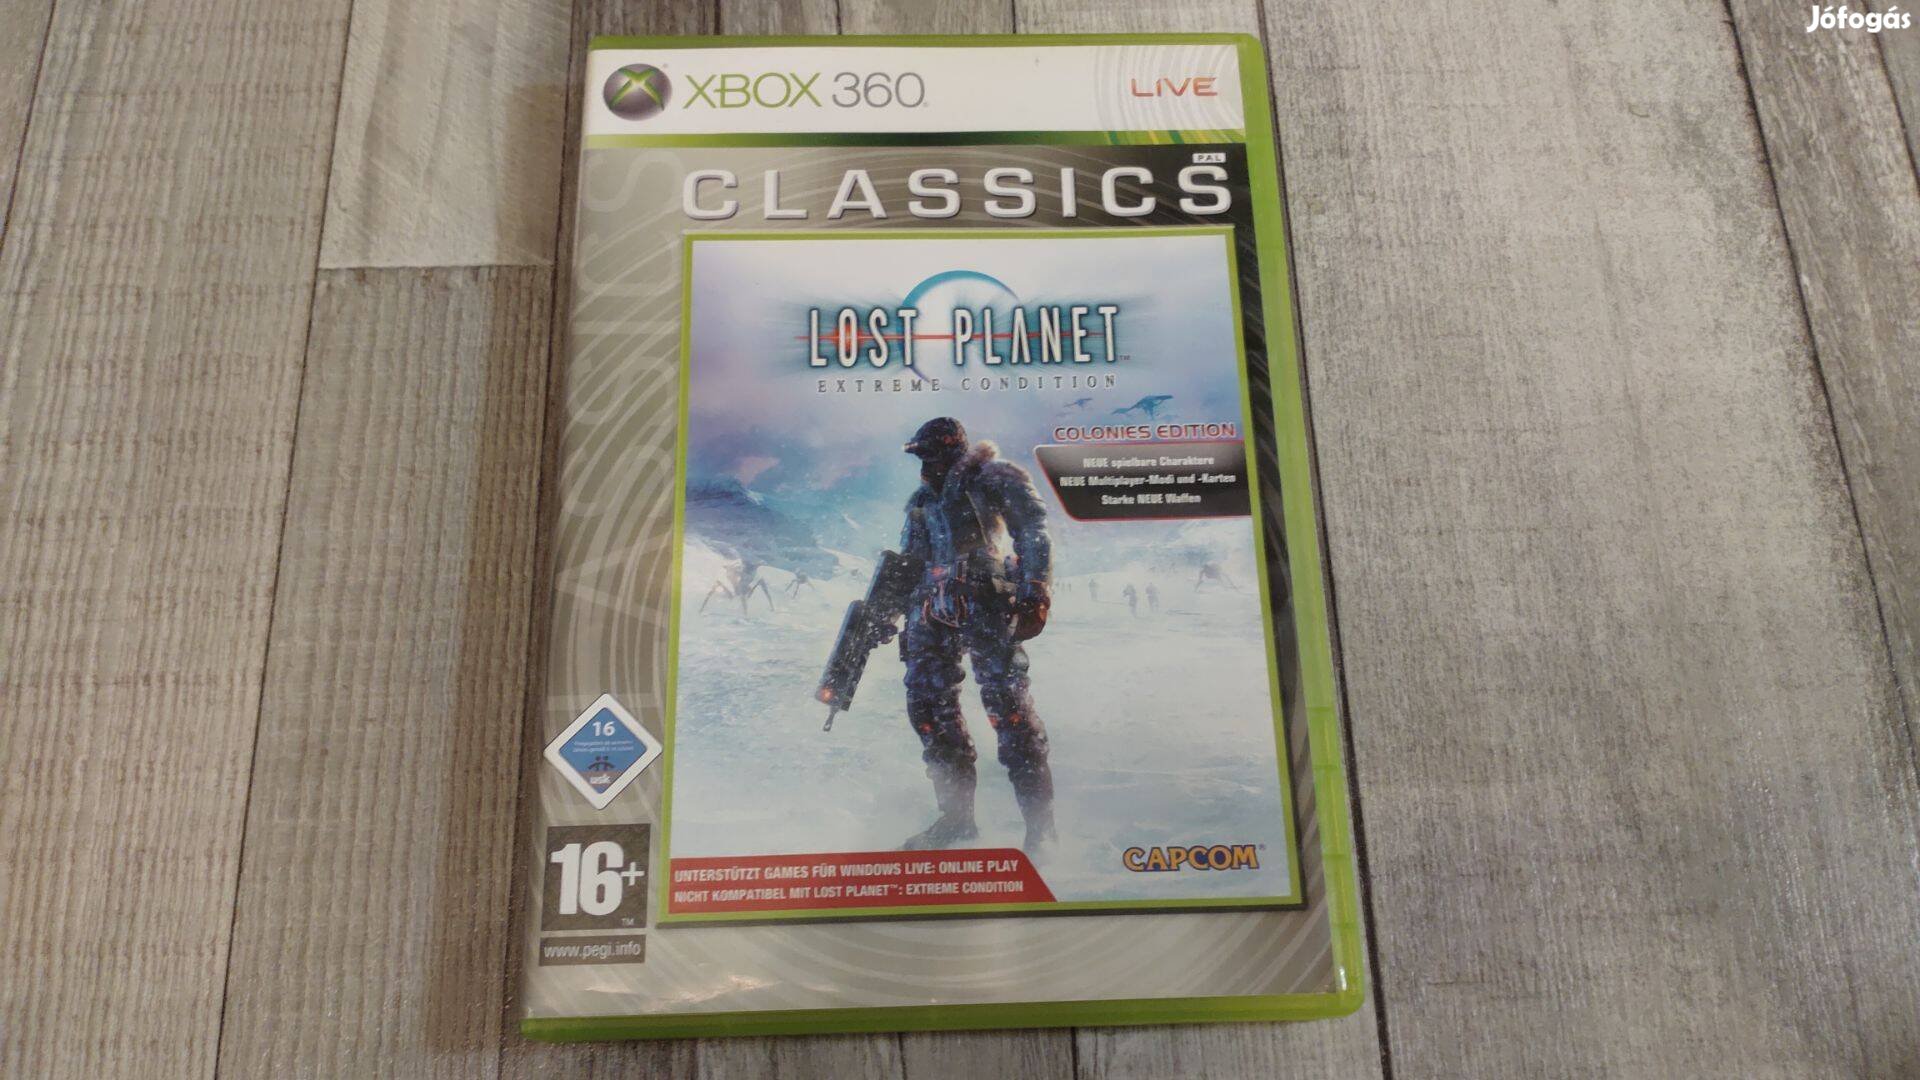 Jófogás
XBOX 360
LIVE
PAL
CLASSICS
LOST PLANET™
EXTREME CONDITION
COLONIES EDITION
NEUE spielbare Charaktere
NEUE Multiplayer-Modi und -Karten
Starke NEUE Waffen
16
usk
16+
TM
www.pegi.info
UNTERSTÜTZT GAMES FÜR WINDOWS LIVE: ONLINE PLAY
NICHT KOMPATIBEL MIT LOST PLANET™: EXTREME CONDITION
CAPCOM®